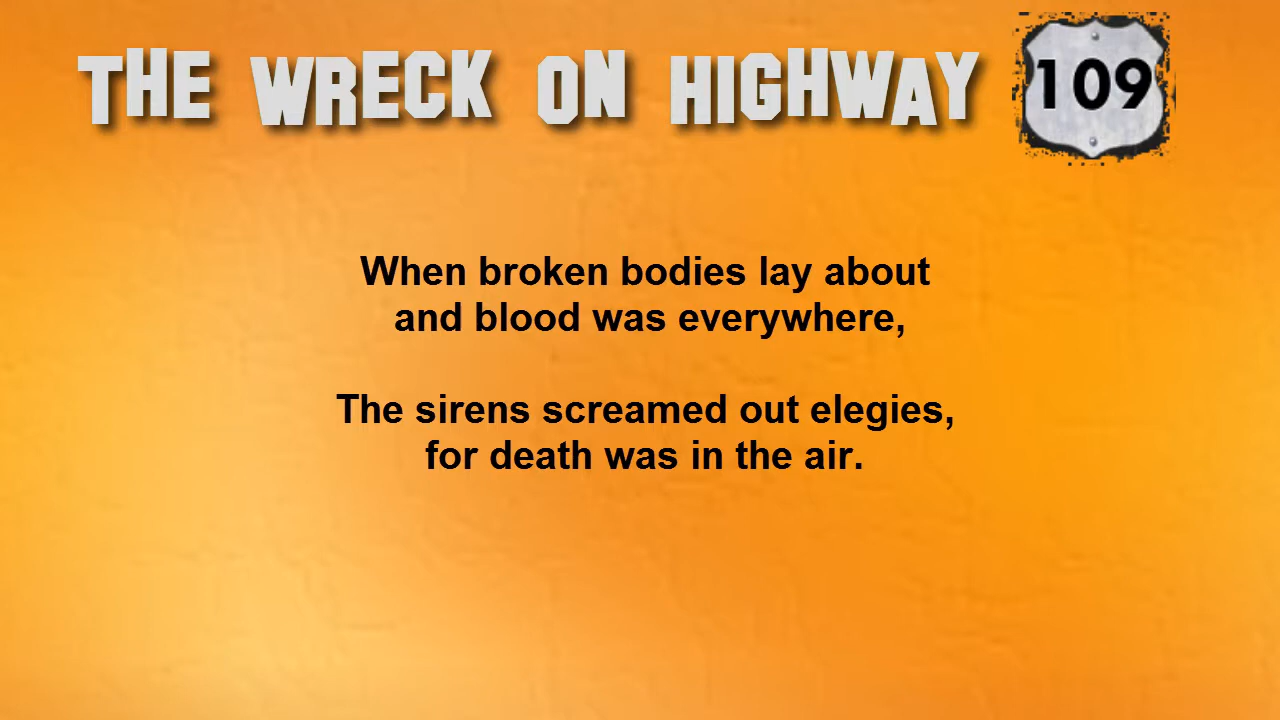 THE WRECK ON HIGHWAY 109
When broken bodies lay about
and blood was everywhere,
The sirens screamed out elegies,
for death was in the air.